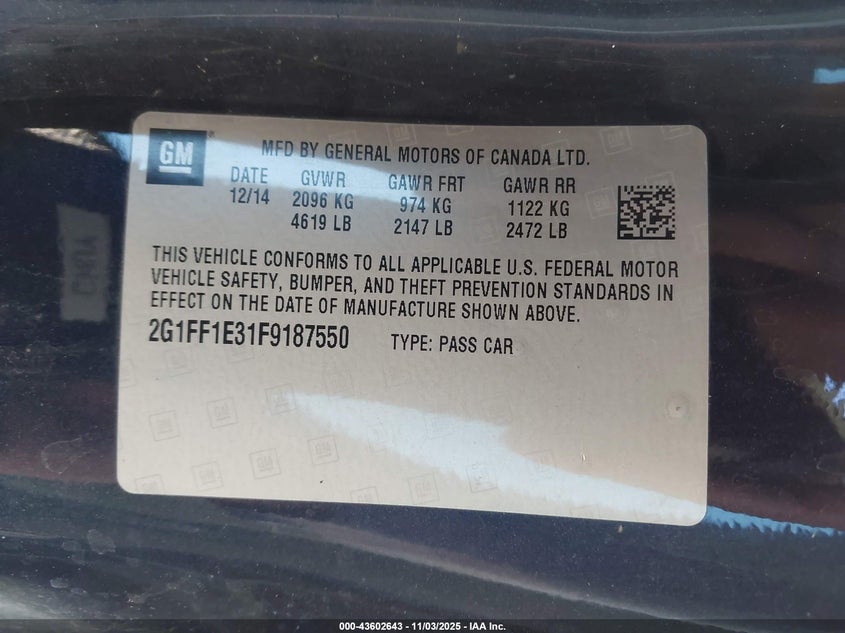 GM
MFD BY GENERAL MOTORS OF CANADA LTD.
DATE GVWR GAWR FRT GAWR RR
12/14 2096 KG 974 KG 1122 KG
4619 LB 2147 LB 2472 LB
THIS VEHICLE CONFORMS TO ALL APPLICABLE U.S. FEDERAL MOTOR
VEHICLE SAFETY, BUMPER, AND THEFT PREVENTION STANDARDS IN
EFFECT ON THE DATE OF MANUFACTURE SHOWN ABOVE.
2G1FF1E31F9187550 TYPE: PASS CAR
000-43602643 - 11/03/2025 - IAA Inc.